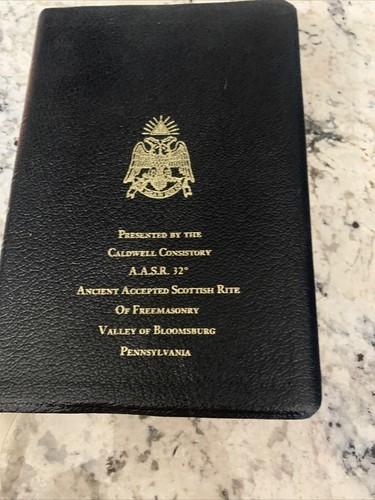 Presented by the
Caldwell Consistory
A.A.S.R. 32°
Ancient Accepted Scottish Rite
Of Freemasonry
Valley of Bloomsburg
Pennsylvania